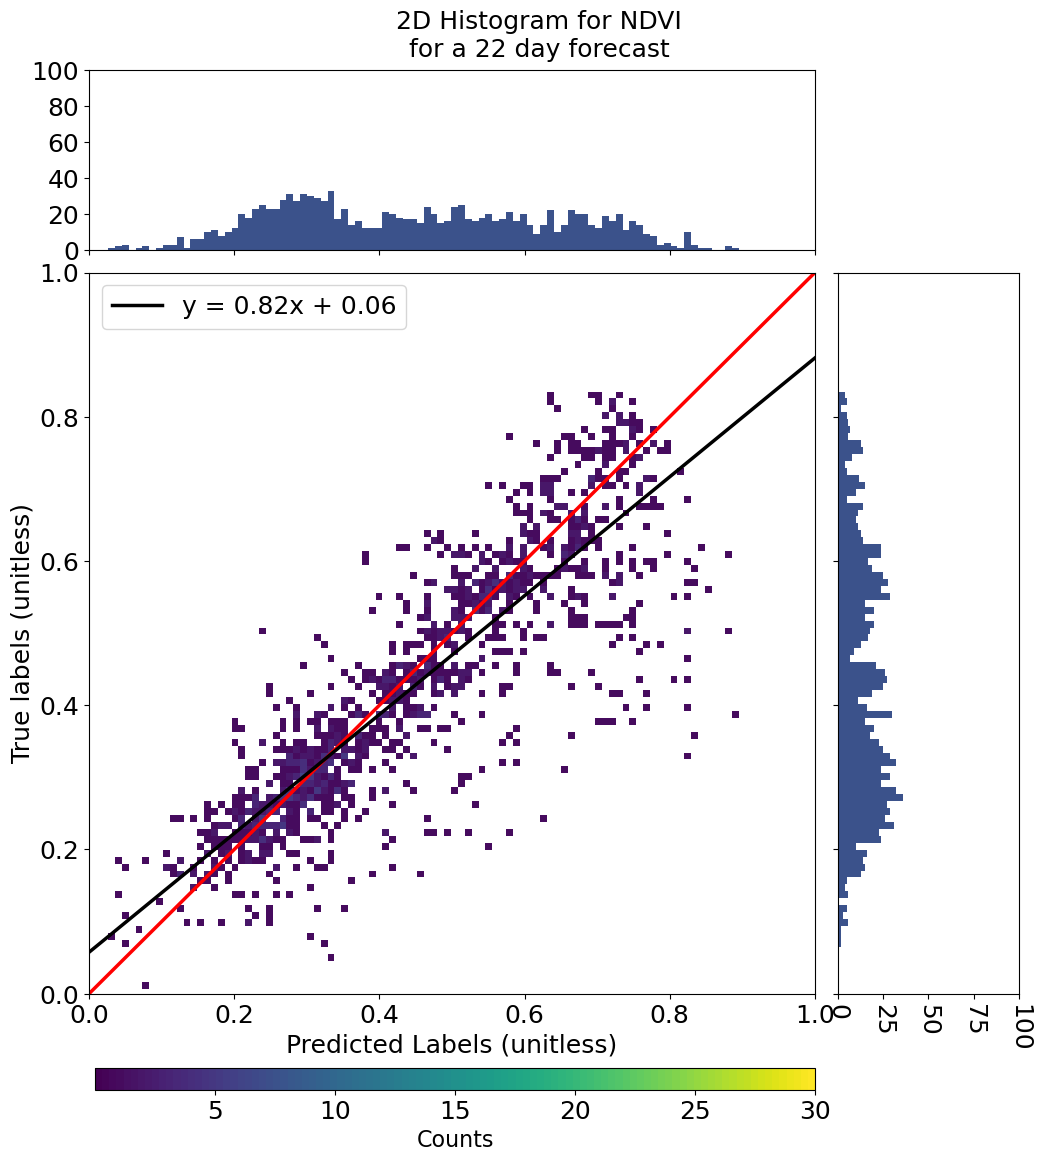 2D Histogram for NDVI
for a 22 day forecast
100
80
60
40
20
0
1.0
0.8
0.6
0.4
0.2
0.0
True labels (unitless)
y = 0.82x + 0.06
0.0 0.2 0.4 0.6 0.8 1.0
Predicted Labels (unitless)
0 25 50 75 100
5 10 15 20 25 30
Counts